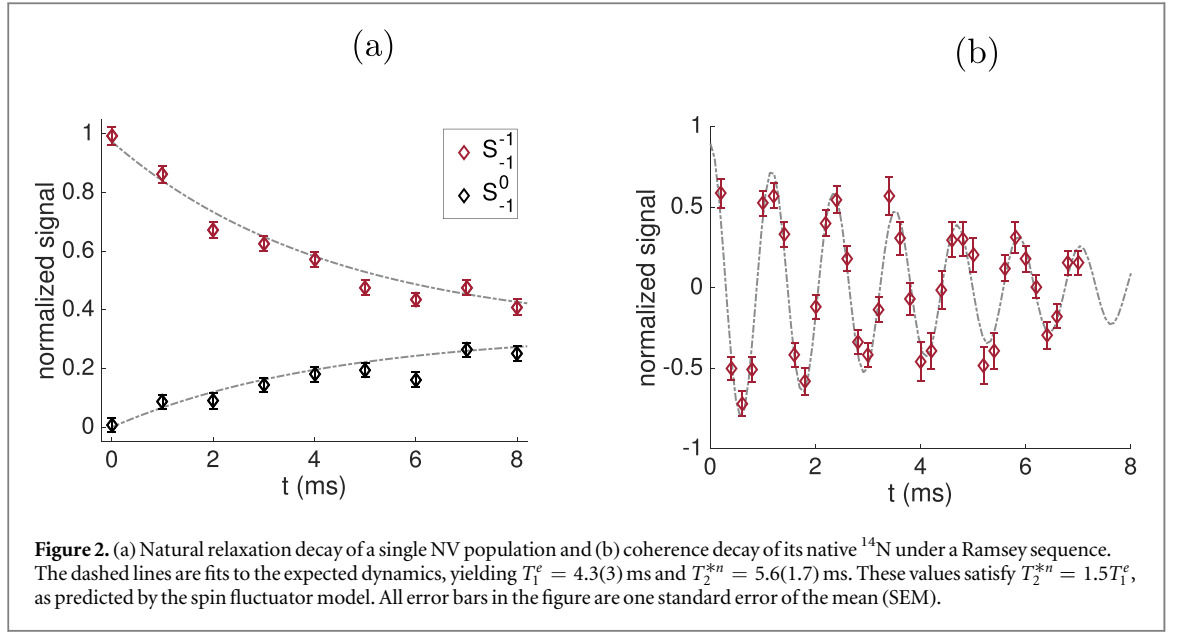 (a)
(b)
normalized signal
1
0.8
0.6
0.4
0.2
0
0 2 4 6 8
t (ms)
S-1-1
S0-1
normalized signal
1
0.5
0
-0.5
-1
0 2 4 6 8
t (ms)
Figure 2. (a) Natural relaxation decay of a single NV population and (b) coherence decay of its native 14N under a Ramsey sequence.
The dashed lines are fits to the expected dynamics, yielding T1e = 4.3(3) ms and T2*n = 5.6(1.7) ms. These values satisfy T2*n = 1.5T1e,
as predicted by the spin fluctuator model. All error bars in the figure are one standard error of the mean (SEM).